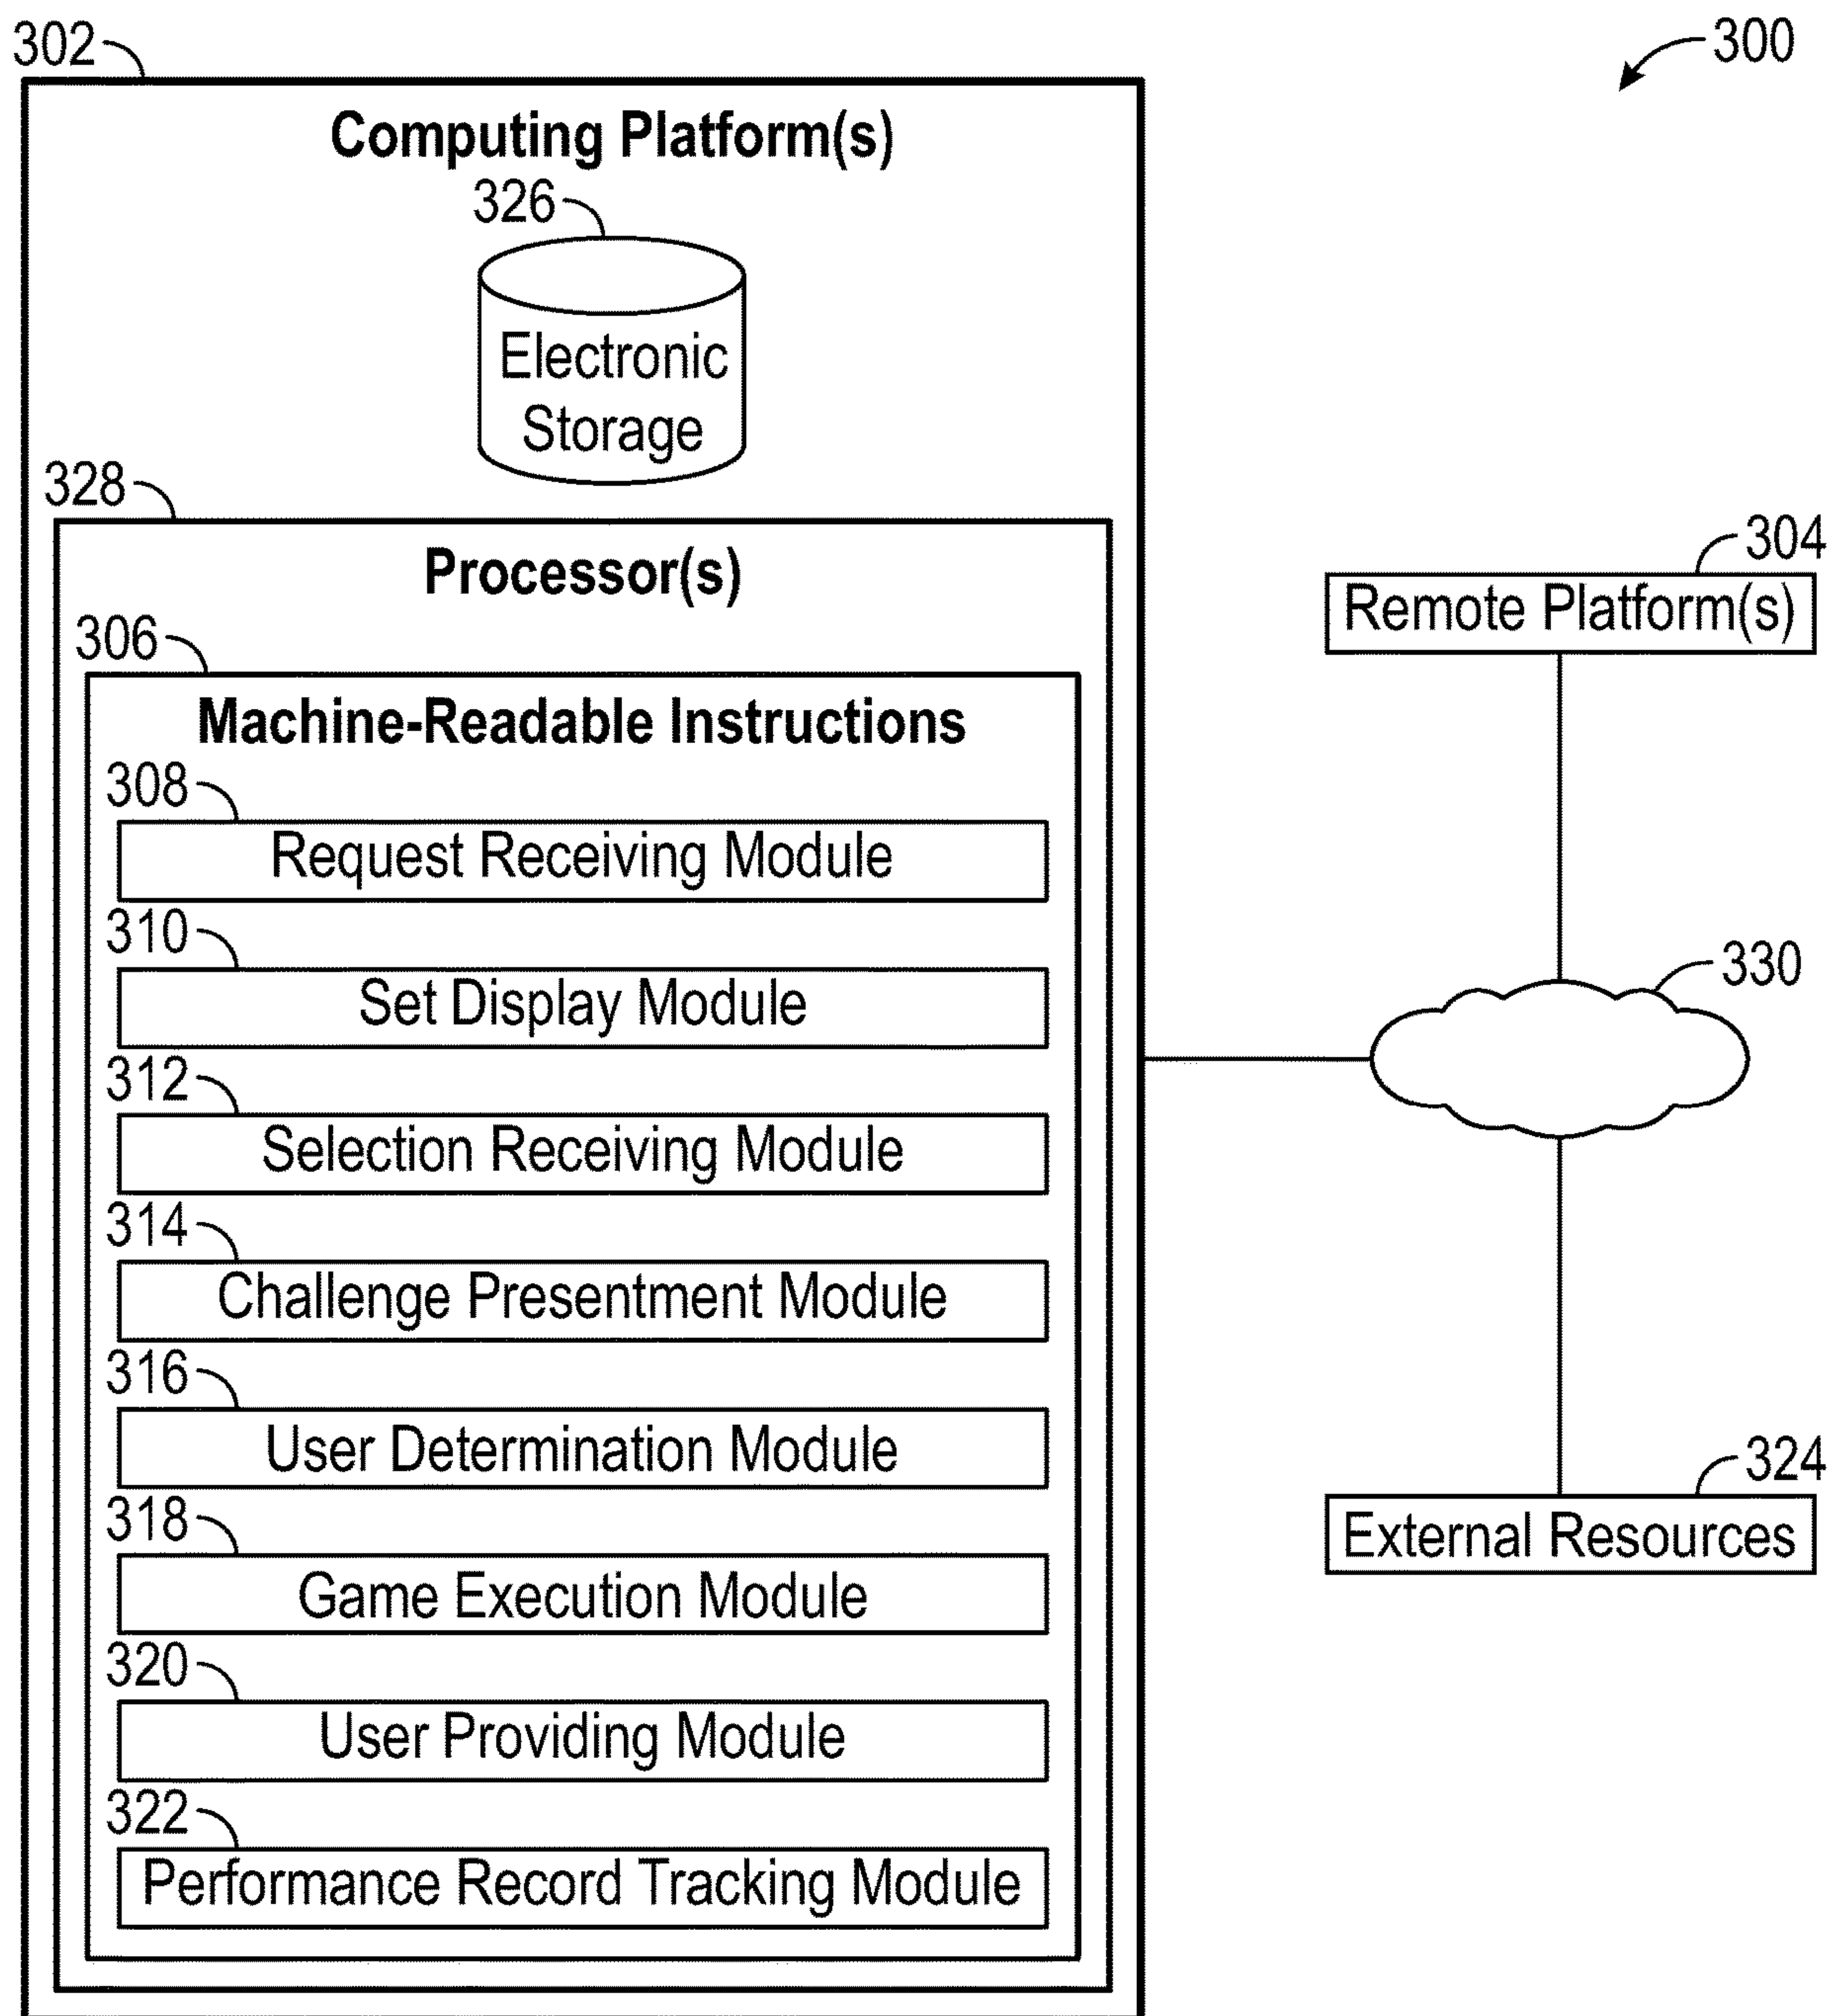 302
300
Computing Platform(s)
326
Electronic
Storage
328
Processor(s)
304
Remote Platform(s)
306
Machine-Readable Instructions
308
Request Receiving Module
310
Set Display Module
330
312
Selection Receiving Module
314
Challenge Presentment Module
316
User Determination Module
324
External Resources
318
Game Execution Module
320
User Providing Module
322
Performance Record Tracking Module